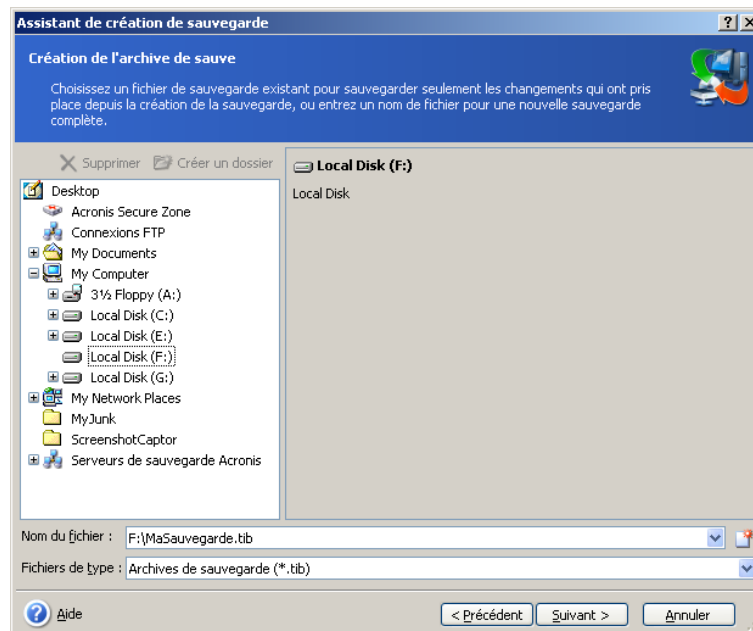 Assistant de création de sauvegarde
Création de l'archive de sauve
Choisissez un fichier de sauvegarde existant pour sauvegarder seulement les changements qui ont pris
place depuis la création de la sauvegarde, ou entrez un nom de fichier pour une nouvelle sauvegarde
complète.
Supprimer Créer un dossier
Desktop
Acronis Secure Zone
Connexions FTP
My Documents
My Computer
3½ Floppy (A:)
Local Disk (C:)
Local Disk (E:)
Local Disk (F:)
Local Disk (G:)
My Network Places
MyJunk
ScreenshotCaptor
Serveurs de sauvegarde Acronis
Local Disk (F:)
Local Disk
Nom du fichier : F:\MaSauvegarde.tib
Fichiers de type : Archives de sauvegarde (*.tib)
Aide
< Précédent Suivant > Annuler